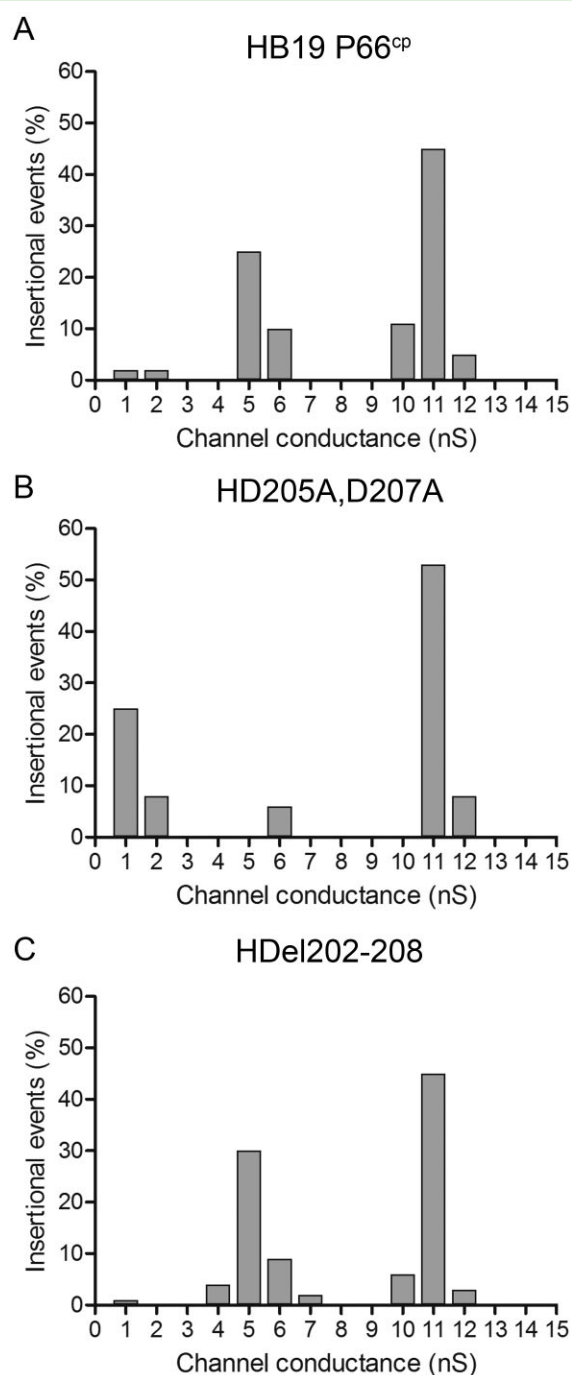 A
HB19 P66ᶜᵖ
Insertional events (%)
60
50
40
30
20
10
0
0 1 2 3 4 5 6 7 8 9 10 11 12 13 14 15
Channel conductance (nS)
B
HD205A,D207A
Insertional events (%)
60
50
40
30
20
10
0
0 1 2 3 4 5 6 7 8 9 10 11 12 13 14 15
Channel conductance (nS)
C
HDel202-208
Insertional events (%)
60
50
40
30
20
10
0
0 1 2 3 4 5 6 7 8 9 10 11 12 13 14 15
Channel conductance (nS)